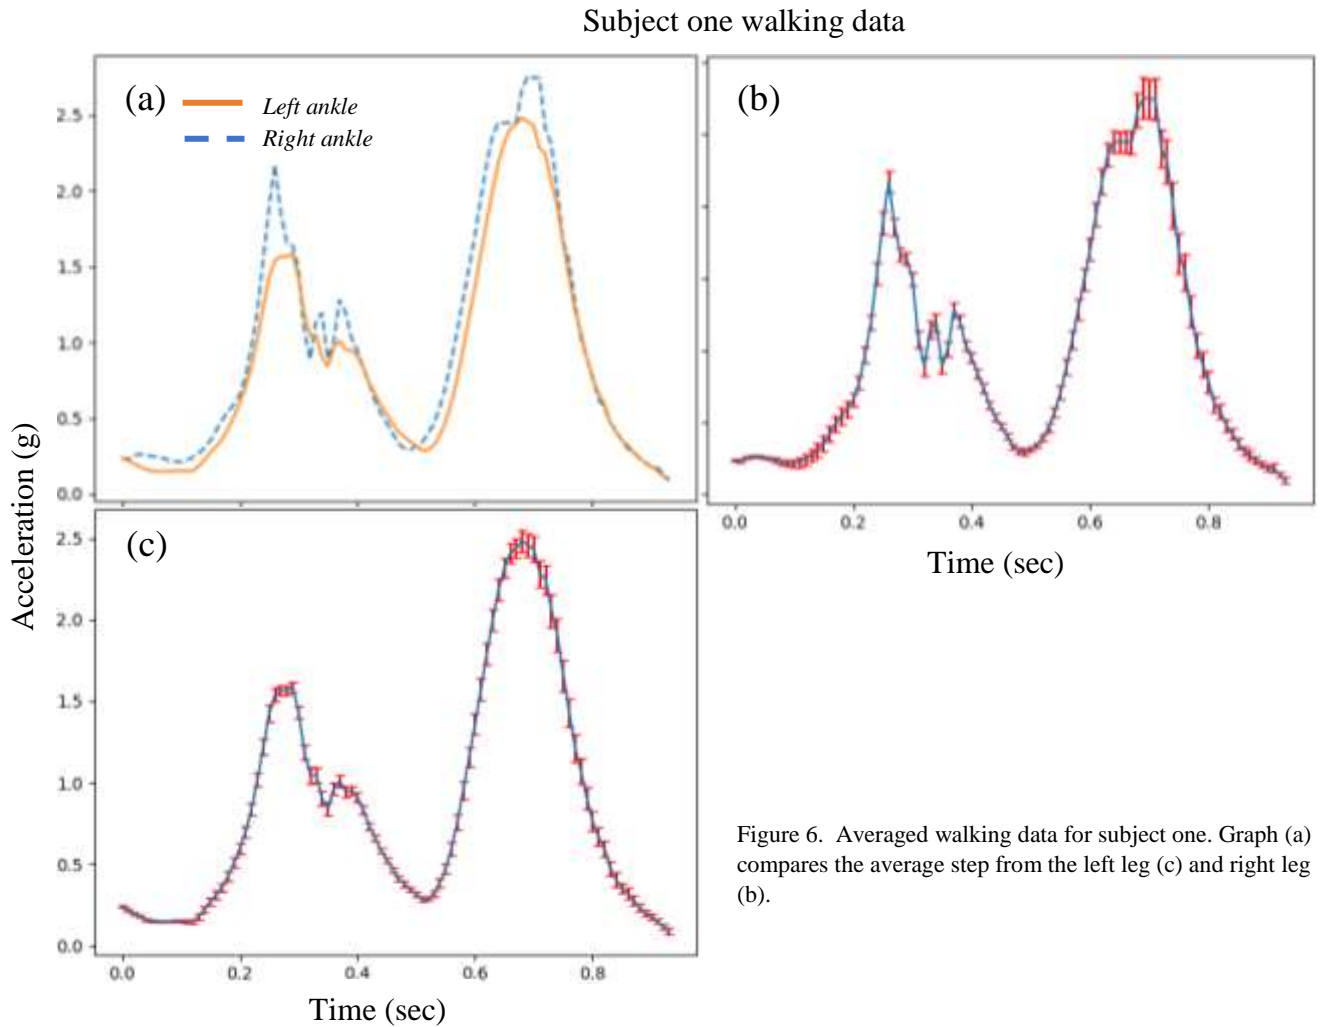 Subject one walking data
(a)
Left ankle
Right ankle
2.5
2.0
1.5
1.0
0.5
0.0
(b)
0.0 0.2 0.4 0.6 0.8
Time (sec)
Acceleration (g)
(c)
2.5
2.0
1.5
1.0
0.5
0.0
0.0 0.2 0.4 0.6 0.8
Time (sec)
Figure 6. Averaged walking data for subject one. Graph (a)
compares the average step from the left leg (c) and right leg
(b).